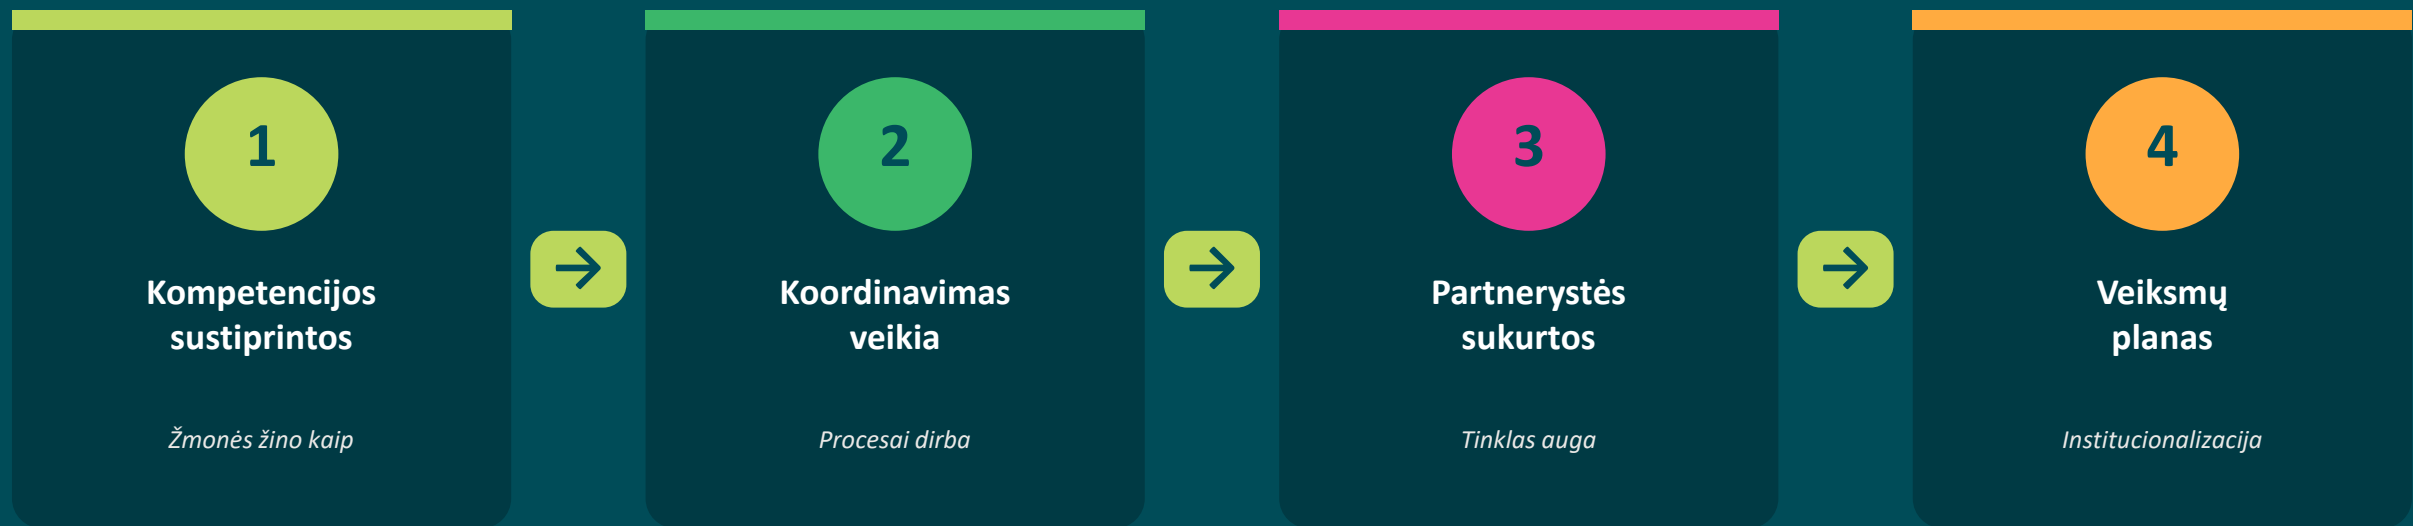 1
Kompetencijos
sustiprintos
Žmonės žino kaip
2
Koordinavimas
veikia
Procesai dirba
3
Partnerystės
sukurtos
Tinklas auga
4
Veiksmų
planas
Institucionalizacija